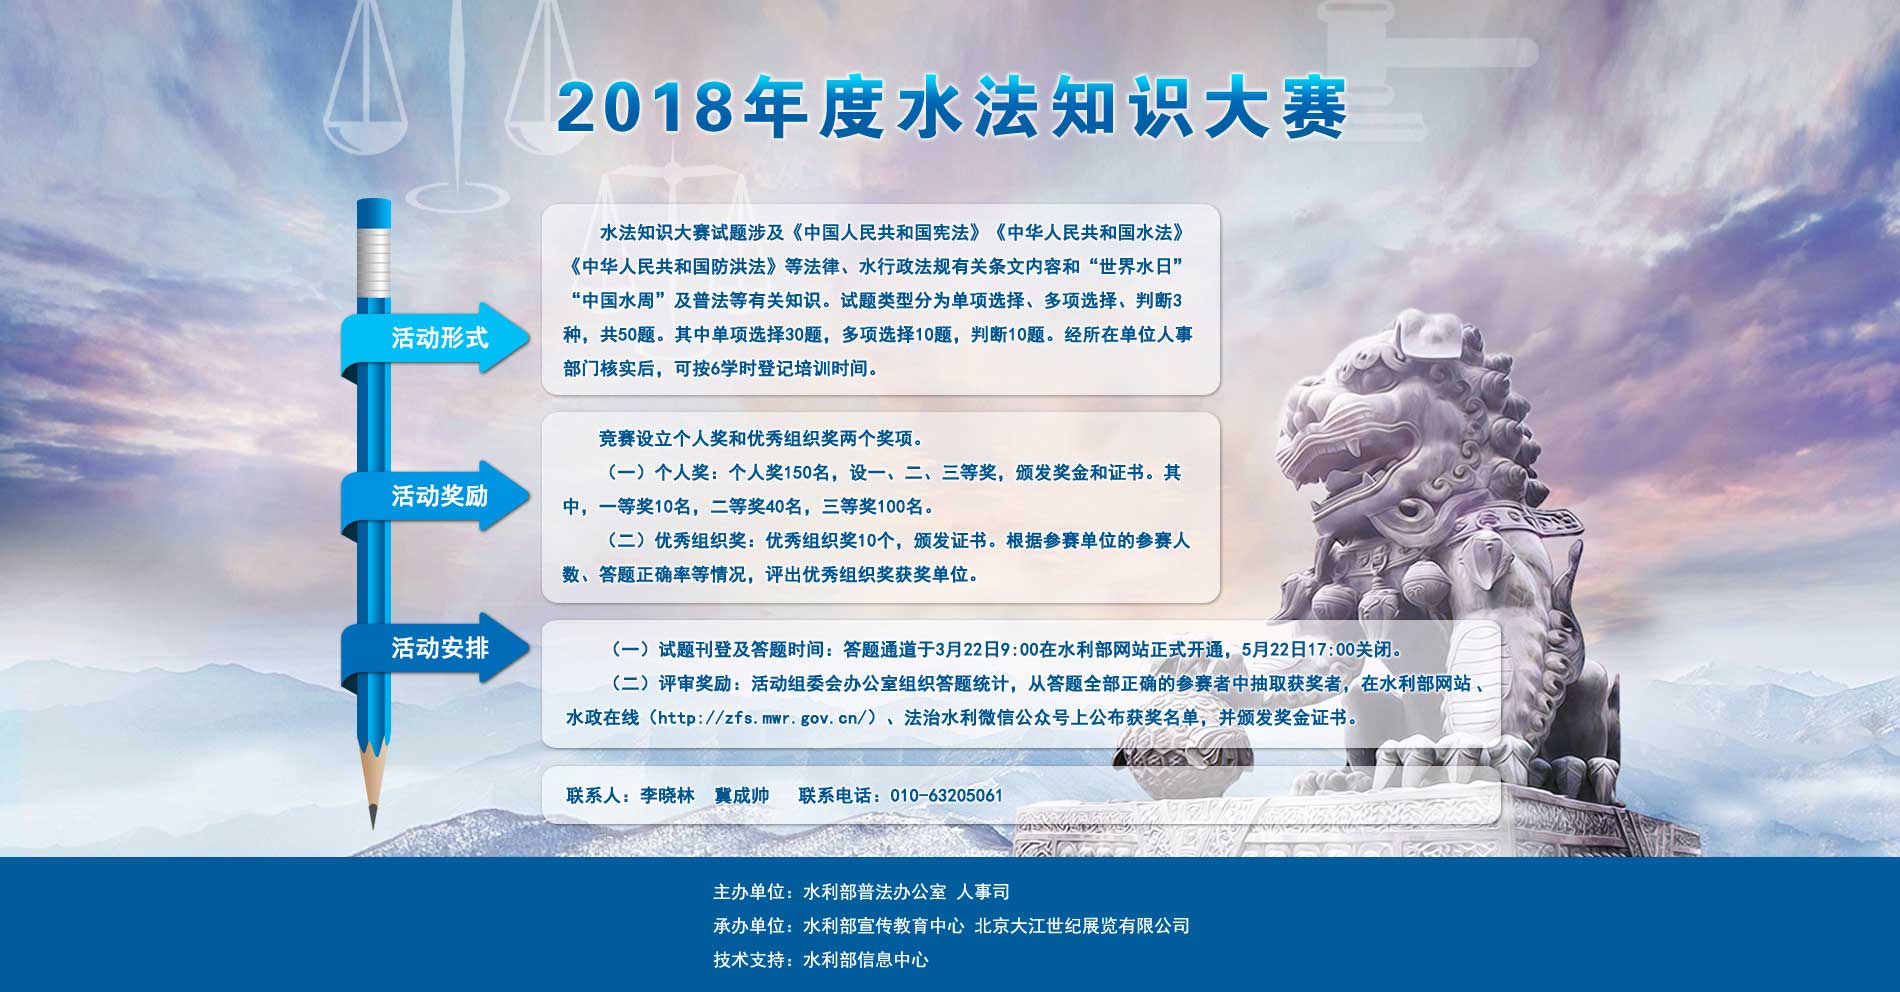 2018年度水法知识大赛
活动形式
水法知识大赛试题涉及《中国人民共和国宪法》《中华人民共和国水法》
《中华人民共和国防洪法》等法律、水行政法规有关条文内容和“世界水日”
“中国水周”及普法等有关知识。试题类型分为单项选择、多项选择、判断3
种，共50题。其中单项选择30题，多项选择10题，判断10题。经所在单位人事
部门核实后，可按6学时登记培训时间。
活动奖励
竞赛设立个人奖和优秀组织奖两个奖项。
（一）个人奖：个人奖150名，设一、二、三等奖，颁发奖金和证书。其
中，一等奖10名，二等奖40名，三等奖100名。
（二）优秀组织奖：优秀组织奖10个，颁发证书。根据参赛单位的参赛人
数、答题正确率等情况，评出优秀组织奖获奖单位。
活动安排
（一）试题刊登及答题时间：答题通道于3月22日9:00在水利部网站正式开通，5月22日17:00关闭。
（二）评审奖励：活动组委会办公室组织答题统计，从答题全部正确的参赛者中抽取获奖者，在水利部网站、
水政在线（http://zfs.mwr.gov.cn/）、法治水利微信公众号上公布获奖名单，并颁发奖金证书。
联系人：李晓林 冀成帅 联系电话：010-63205061
主办单位：水利部普法办公室 人事司
承办单位：水利部宣传教育中心 北京大江世纪展览有限公司
技术支持：水利部信息中心